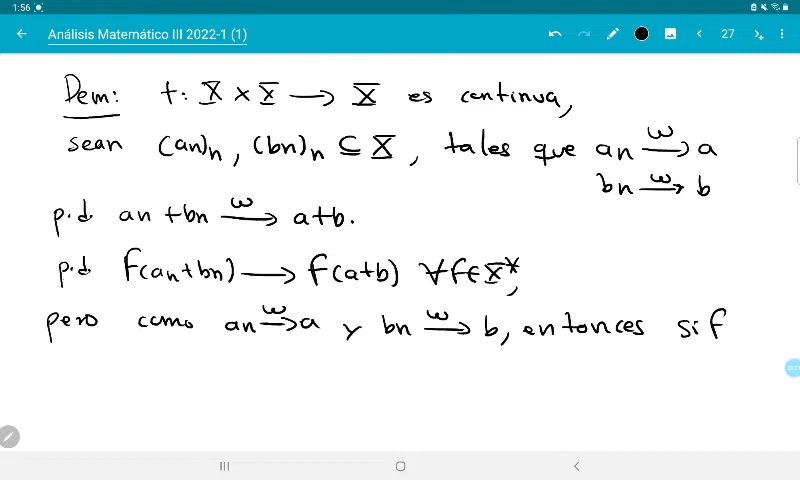 1:56
Análisis Matemático III 2022-1 (1)
27
Dem: +: X × X → X es continua,
sean (an)n, (bn)n ⊆ X, tales que an —w→ a
bn —w→ b
p.d. an + bn —w→ a+b.
p.d. f(an+bn) → f(a+b) ∀f∈X*,
pero como an —w→ a y bn —w→ b, entonces si f